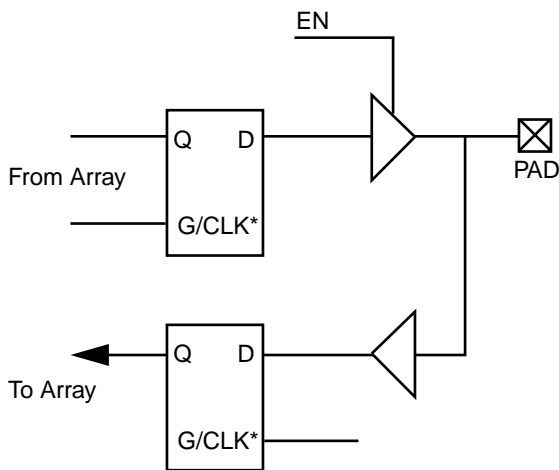 EN
Q D
From Array
PAD
G/CLK*
Q D
To Array
G/CLK*